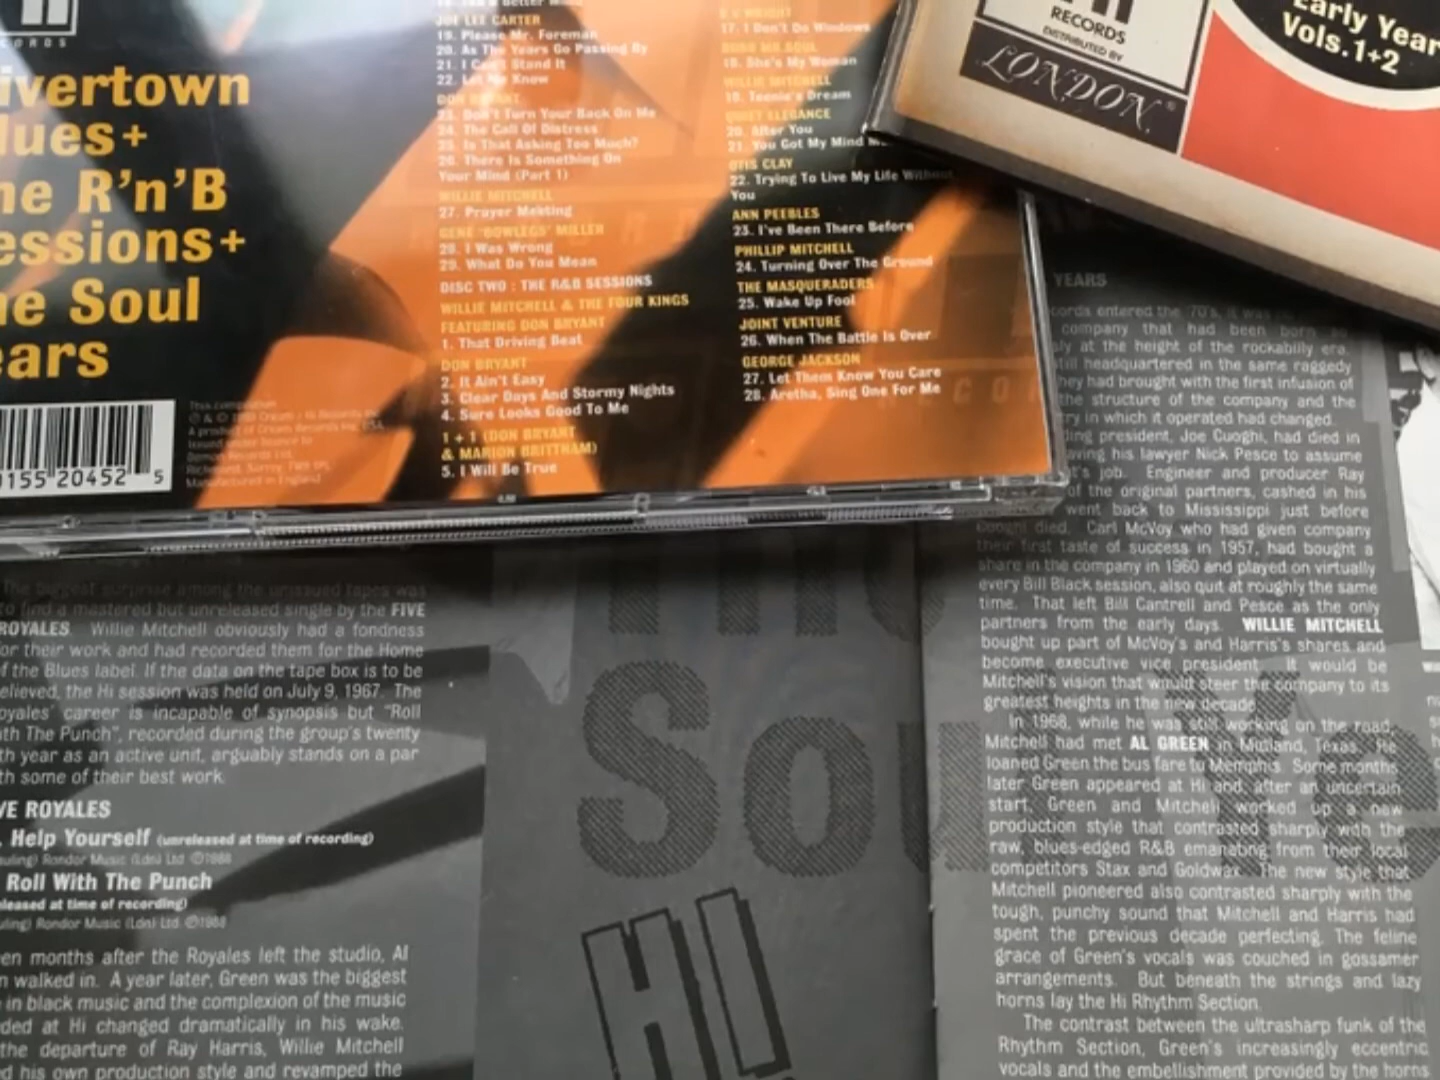 CORDS
ivertown
lues+
he R'n'B
essions+
he Soul
ears
155 20452 5
JOE LEE CARTER
19. Please Mr. Foreman
20. As The Years Go Passing By
21. I Can't Stand It
22. Let Me Know
DON BRYANT
23. Don't Turn Your Back On Me
24. The Call Of Distress
25. Is That Asking Too Much?
26. There Is Something On
Your Mind (Part 1)
WILLIE MITCHELL
27. Prayer Meeting
GENE 'BOWLEGS' MILLER
28. I Was Wrong
29. What Do You Mean
DISC TWO : THE R&B SESSIONS
WILLIE MITCHELL & THE FOUR KINGS
FEATURING DON BRYANT
1. That Driving Beat
DON BRYANT
2. It Ain't Easy
3. Clear Days And Stormy Nights
4. Sure Looks Good To Me
1 + 1 (DON BRYANT
& MARION BRITTNAM)
5. I Will Be True
17. I Don't Do Windows
18. She's My Woman
WILLIE MITCHELL
19. Teenie's Dream
QUIET ELEGANCE
20. After You
21. You Got My Mind
OTIS CLAY
22. Trying To Live My Life Without
You
ANN PEEBLES
23. I've Been There Before
PHILLIP MITCHELL
24. Turning Over The Ground
THE MASQUERADERS
25. Wake Up Fool
JOINT VENTURE
26. When The Battle Is Over
GEORGE JACKSON
27. Let Them Know You Care
28. Aretha, Sing One For Me
RECORDS
DISTRIBUTED BY
LONDON®
Early Year
Vols.1+2
The biggest surprise among the unissued tapes was
to find a mastered but unreleased single by the FIVE
ROYALES. Willie Mitchell obviously had a fondness
or their work and had recorded them for the Home
f the Blues label. If the data on the tape box is to be
elieved, the Hi session was held on July 9, 1967. The
oyales' career is incapable of synopsis but "Roll
ith The Punch", recorded during the group's twenty
th year as an active unit, arguably stands on a par
th some of their best work.
VE ROYALES
. Help Yourself (unreleased at time of recording)
auling) Rondor Music (Ldn) Ltd ©1968
Roll With The Punch
eleased at time of recording)
uling) Rondor Music (Ldn) Ltd ©1968
en months after the Royales left the studio, Al
n walked in. A year later, Green was the biggest
in black music and the complexion of the music
ded at Hi changed dramatically in his wake.
the departure of Ray Harris, Willie Mitchell
d his own production style and revamped the
The
Soul Ye
HI
YEARS
cords entered the '70's, it was
company that had been born
ly at the height of the rockabilly era.
till headquartered in the same raggedy
hey had brought with the first infusion of
the structure of the company and the
try in which it operated had changed.
ding president, Joe Cuoghi, had died in
aving his lawyer Nick Pesce to assume
t's job. Engineer and producer Ray
of the original partners, cashed in his
went back to Mississippi just before
Cuoghi died. Carl McVoy who had given company
their first taste of success in 1957, had bought a
share in the company in 1960 and played on virtually
every Bill Black session, also quit at roughly the same
time. That left Bill Cantrell and Pesce as the only
partners from the early days. WILLIE MITCHELL
bought up part of McVoy's and Harris's shares and
become executive vice president. It would be
Mitchell's vision that would steer the company to its
greatest heights in the new decade.
In 1968, while he was still working on the road,
Mitchell had met AL GREEN in Midland, Texas. He
loaned Green the bus fare to Memphis. Some months
later Green appeared at Hi and, after an uncertain
start, Green and Mitchell worked up a new
production style that contrasted sharply with the
raw, blues-edged R&B emanating from their local
competitors Stax and Goldwax. The new style that
Mitchell pioneered also contrasted sharply with the
tough, punchy sound that Mitchell and Harris had
spent the previous decade perfecting. The feline
grace of Green's vocals was couched in gossamer
arrangements. But beneath the strings and lazy
horns lay the Hi Rhythm Section.
The contrast between the ultrasharp funk of the
Rhythm Section, Green's increasingly eccentric
vocals and the embellishment provided by the horns